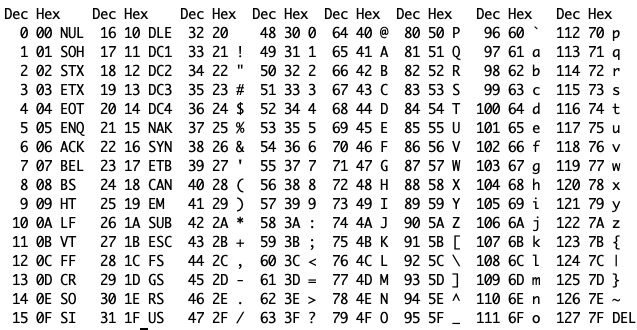 Dec Hex Dec Hex Dec Hex Dec Hex Dec Hex Dec Hex Dec Hex Dec Hex
0 00 NUL 16 10 DLE 32 20 48 30 0 64 40 @ 80 50 P 96 60 ` 112 70 p
1 01 SOH 17 11 DC1 33 21 ! 49 31 1 65 41 A 81 51 Q 97 61 a 113 71 q
2 02 STX 18 12 DC2 34 22 " 50 32 2 66 42 B 82 52 R 98 62 b 114 72 r
3 03 ETX 19 13 DC3 35 23 # 51 33 3 67 43 C 83 53 S 99 63 c 115 73 s
4 04 EOT 20 14 DC4 36 24 $ 52 34 4 68 44 D 84 54 T 100 64 d 116 74 t
5 05 ENQ 21 15 NAK 37 25 % 53 35 5 69 45 E 85 55 U 101 65 e 117 75 u
6 06 ACK 22 16 SYN 38 26 & 54 36 6 70 46 F 86 56 V 102 66 f 118 76 v
7 07 BEL 23 17 ETB 39 27 ' 55 37 7 71 47 G 87 57 W 103 67 g 119 77 w
8 08 BS 24 18 CAN 40 28 ( 56 38 8 72 48 H 88 58 X 104 68 h 120 78 x
9 09 HT 25 19 EM 41 29 ) 57 39 9 73 49 I 89 59 Y 105 69 i 121 79 y
10 0A LF 26 1A SUB 42 2A * 58 3A : 74 4A J 90 5A Z 106 6A j 122 7A z
11 0B VT 27 1B ESC 43 2B + 59 3B ; 75 4B K 91 5B [ 107 6B k 123 7B {
12 0C FF 28 1C FS 44 2C , 60 3C < 76 4C L 92 5C \ 108 6C l 124 7C |
13 0D CR 29 1D GS 45 2D - 61 3D = 77 4D M 93 5D ] 109 6D m 125 7D }
14 0E SO 30 1E RS 46 2E . 62 3E > 78 4E N 94 5E ^ 110 6E n 126 7E ~
15 0F SI 31 1F US 47 2F / 63 3F ? 79 4F O 95 5F _ 111 6F o 127 7F DEL